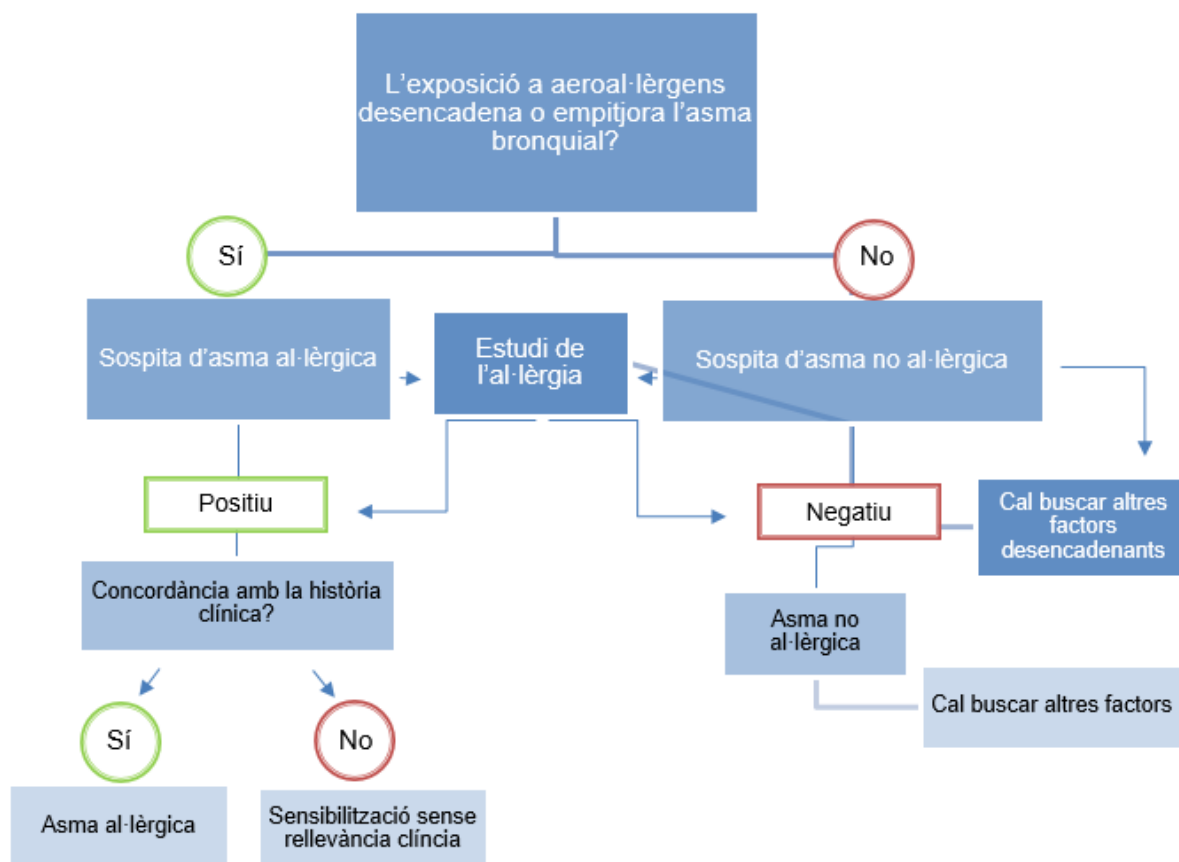 L'exposició a aeroal·lèrgens
desencadena o empitjora l'asma
bronquial?
Sí
No
Sospita d'asma al·lèrgica
Estudi de
l'al·lèrgia
Sospita d'asma no al·lèrgica
Positiu
Negatiu
Cal buscar altres
factors
desencadenants
Concordància amb la història
clínica?
Asma no
al·lèrgica
Cal buscar altres factors
Sí
No
Asma al·lèrgica
Sensibilització sense
rellevància clíncia